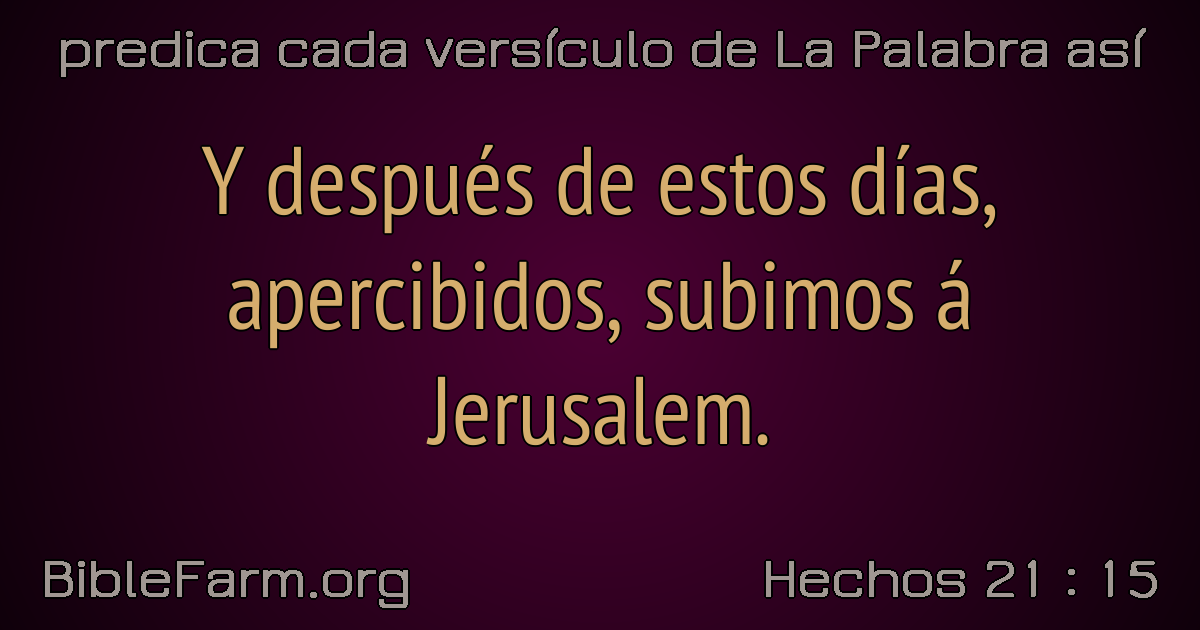 predica cada versículo de La Palabra así
Y después de estos días,
apercibidos, subimos á
Jerusalem.
BibleFarm.org
Hechos 21 : 15